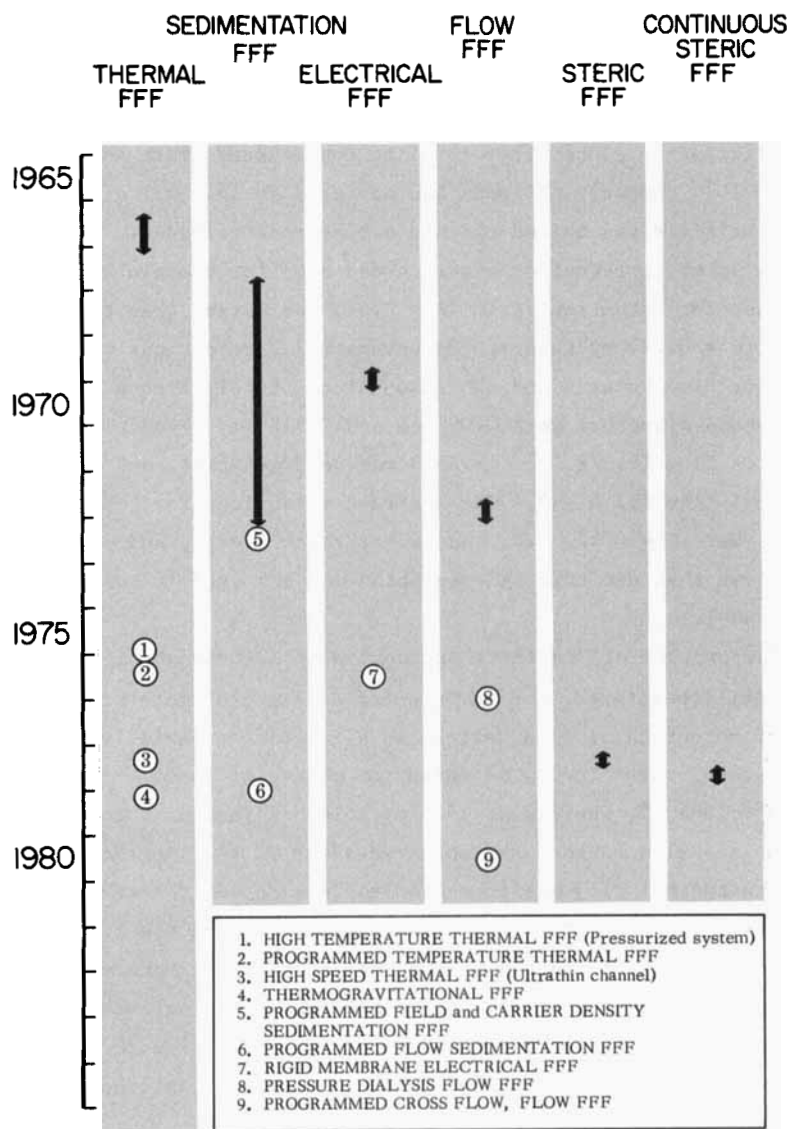 SEDIMENTATION
FFF
FLOW
FFF
CONTINUOUS
STERIC
FFF
THERMAL
FFF
ELECTRICAL
FFF
STERIC
FFF
1965
1970
1975
1980
5
1
2
7
8
3
4
6
9
1. HIGH TEMPERATURE THERMAL FFF (Pressurized system)
2. PROGRAMMED TEMPERATURE THERMAL FFF
3. HIGH SPEED THERMAL FFF (Ultrathin channel)
4. THERMOGRAVITATIONAL FFF
5. PROGRAMMED FIELD and CARRIER DENSITY
SEDIMENTATION FFF
6. PROGRAMMED FLOW SEDIMENTATION FFF
7. RIGID MEMBRANE ELECTRICAL FFF
8. PRESSURE DIALYSIS FLOW FFF
9. PROGRAMMED CROSS FLOW, FLOW FFF